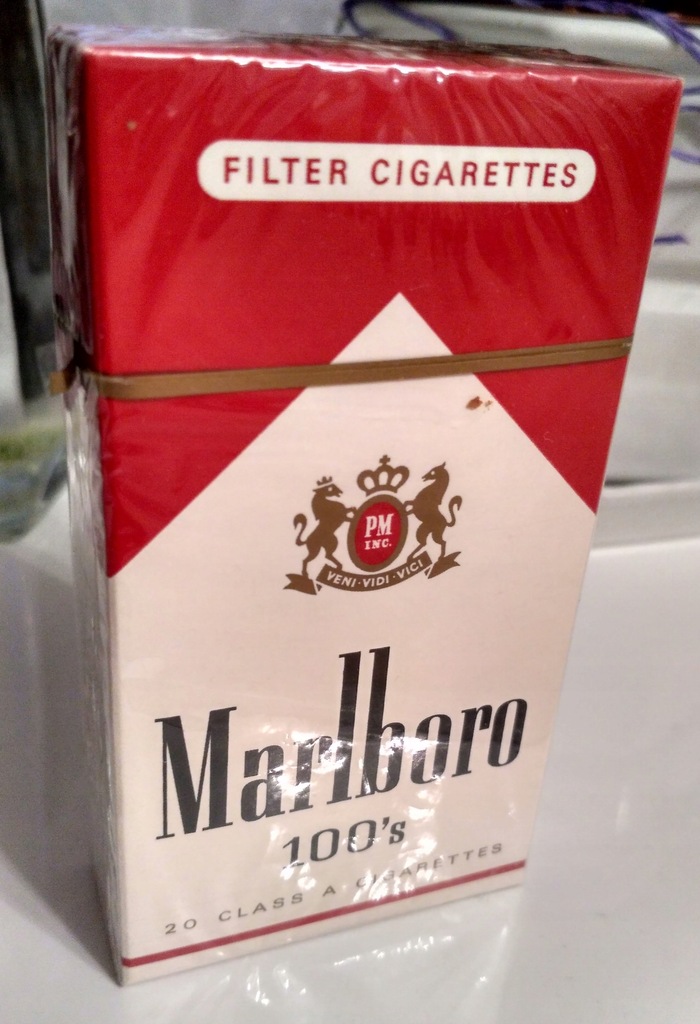 FILTER CIGARETTES
PM
INC.
VENI·VIDI·VICI
Marlboro
100's
20 CLASS A CIGARETTES